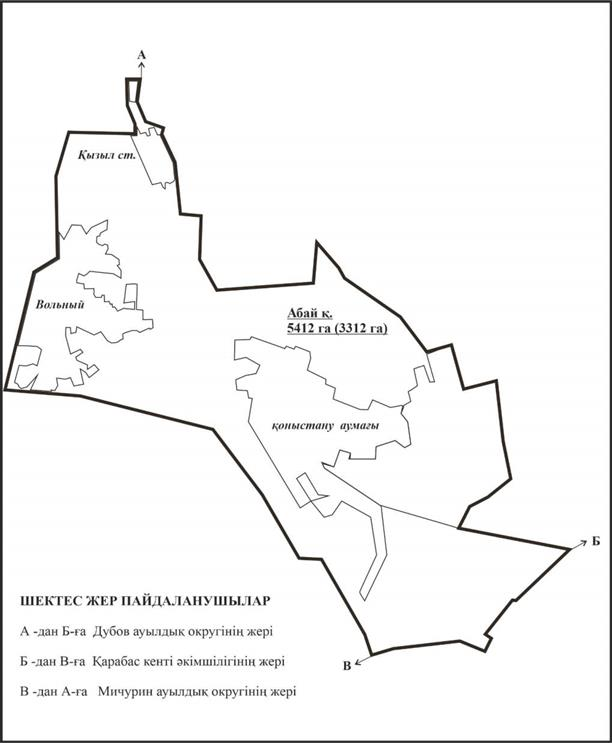 А
Қызыл ст.
Вольный
Абай қ.
5412 га (3312 га)
қоныстану аумағы
Б
ШЕКТЕС ЖЕР ПАЙДАЛАНУШЫЛАР
А -дан Б-ға Дубов ауылдық округінің жері
В
Б -дан В-ға Қарабас кенті әкімшілігінің жері
В -дан А-ға Мичурин ауылдық округінің жері